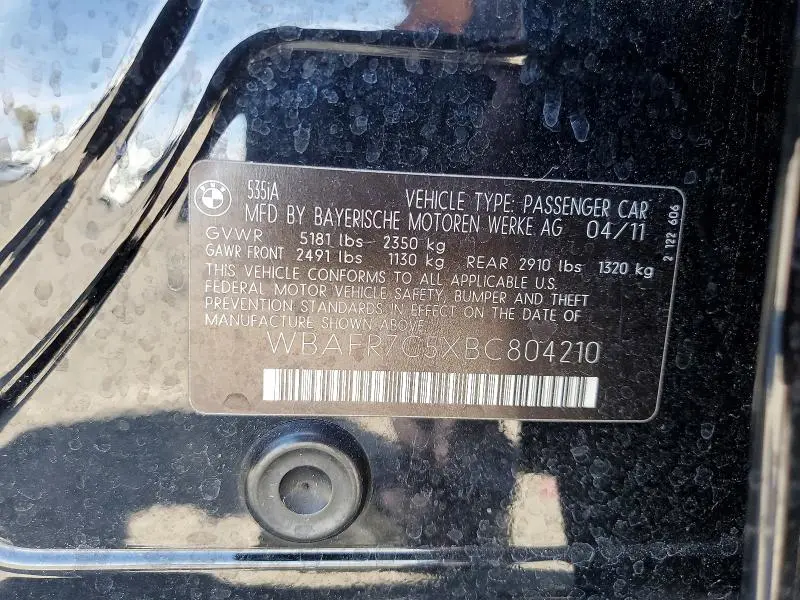 BMW
535iA VEHICLE TYPE: PASSENGER CAR
MFD BY BAYERISCHE MOTOREN WERKE AG 04/11
GVWR 5181 lbs- 2350 kg
GAWR FRONT 2491 lbs 1130 kg REAR 2910 lbs 1320 kg
THIS VEHICLE CONFORMS TO ALL APPLICABLE U.S.
FEDERAL MOTOR VEHICLE SAFETY, BUMPER AND THEFT
PREVENTION STANDARDS IN EFFECT ON THE DATE OF
MANUFACTURE SHOWN ABOVE.
WBAFR7C5XBC804210
2 122 606